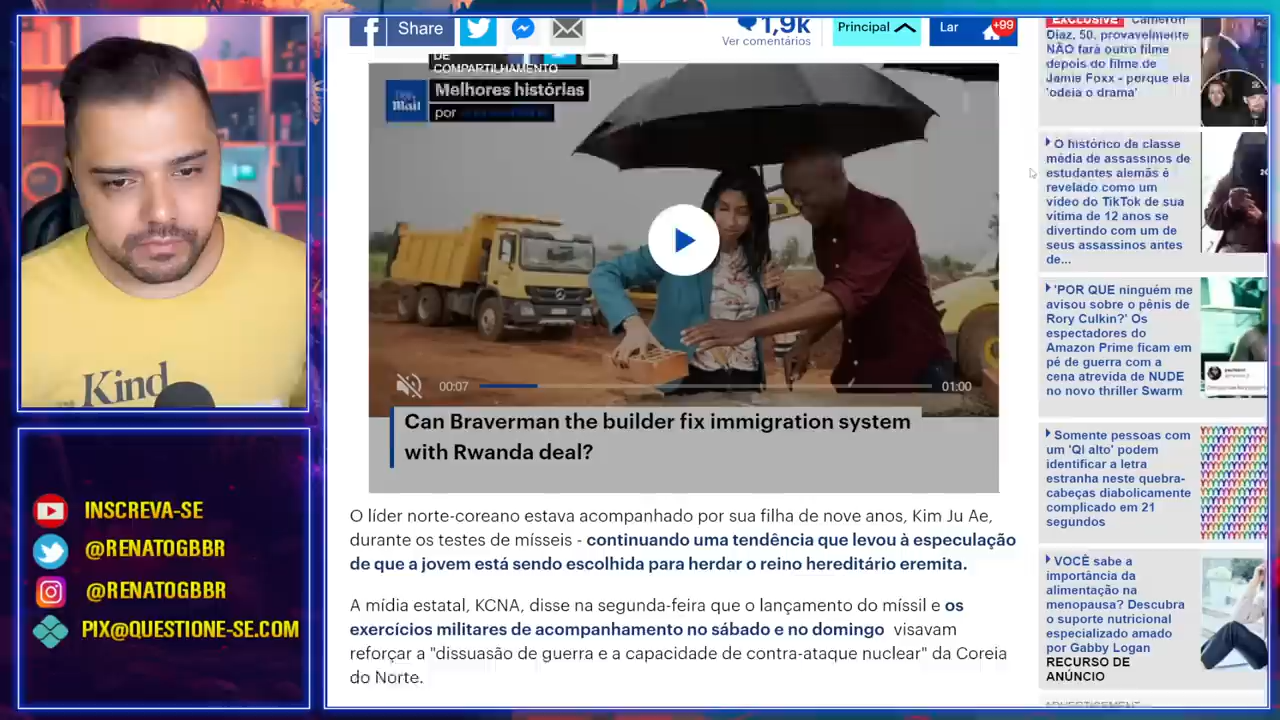 Kind
INSCREVA-SE
@RENATOGBBR
@RENATOGBBR
PIX@QUESTIONE-SE.COM
Share
1,9k
Ver comentários
Principal
Lar
+99
DE
COMPARTILHAMENTO
Mail
Melhores histórias
por
00:07
01:00
Can Braverman the builder fix immigration system
with Rwanda deal?
O líder norte-coreano estava acompanhado por sua filha de nove anos, Kim Ju Ae,
durante os testes de mísseis - continuando uma tendência que levou à especulação
de que a jovem está sendo escolhida para herdar o reino hereditário eremita.
A mídia estatal, KCNA, disse na segunda-feira que o lançamento do míssil e os
exercícios militares de acompanhamento no sábado e no domingo visavam
reforçar a "dissuasão de guerra e a capacidade de contra-ataque nuclear" da Coreia
do Norte.
EXCLUSIVE Cameron
Diaz, 50, provavelmente
NÃO fará outro filme
depois do filme de
Jamie Foxx - porque ela
'odeia o drama'
O histórico de classe
média de assassinos de
estudantes alemãs é
revelado como um
vídeo do TikTok de sua
vítima de 12 anos se
divertindo com um de
seus assassinos antes
de...
'POR QUE ninguém me
avisou sobre o pênis de
Rory Culkin?' Os
espectadores do
Amazon Prime ficam em
pé de guerra com a
cena atrevida de NUDE
no novo thriller Swarm
Somente pessoas com
um 'QI alto' podem
identificar a letra
estranha neste quebra-
cabeças diabolicamente
complicado em 21
segundos
VOCÊ sabe a
importância da
alimentação na
menopausa? Descubra
o suporte nutricional
especializado amado
por Gabby Logan
RECURSO DE
ANÚNCIO
ADVERTISEMENT